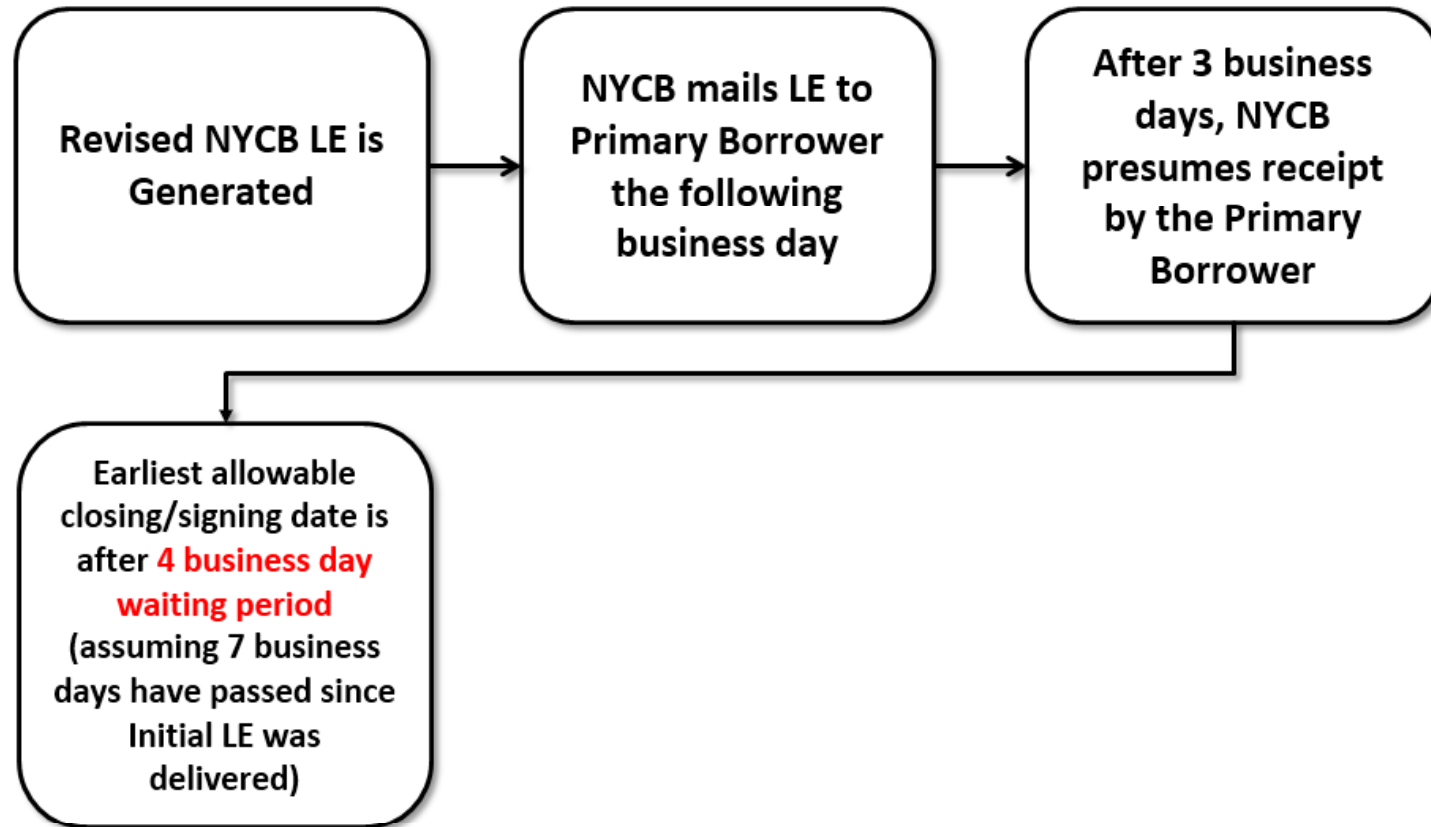 Revised NYCB LE is
Generated
NYCB mails LE to
Primary Borrower
the following
business day
After 3 business
days, NYCB
presumes receipt
by the Primary
Borrower
Earliest allowable
closing/signing date is
after 4 business day
waiting period
(assuming 7 business
days have passed since
Initial LE was
delivered)